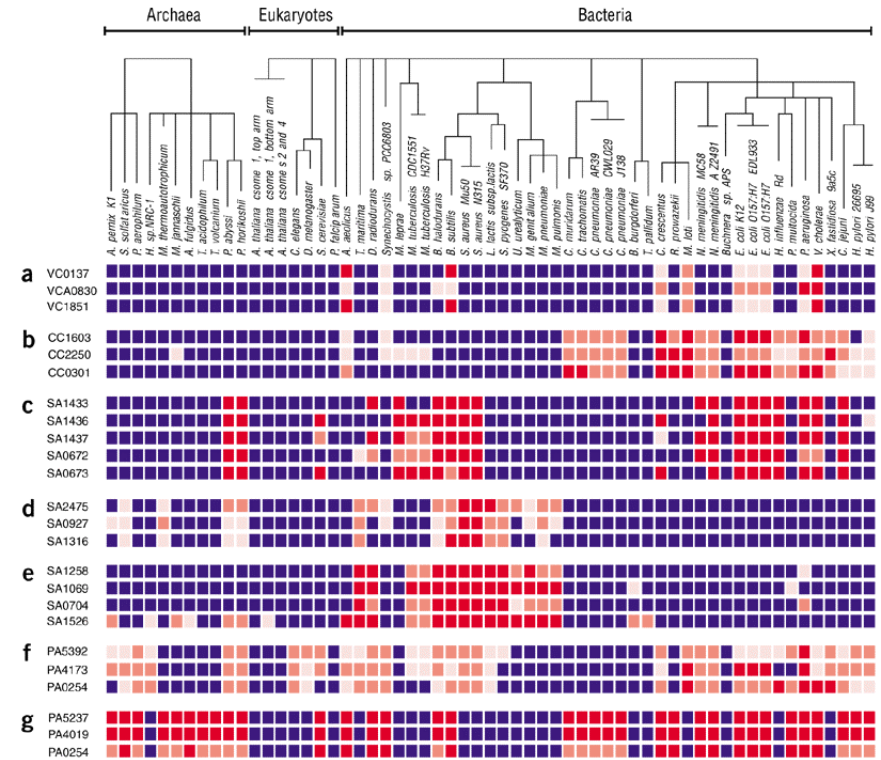 Archaea Eukaryotes Bacteria
A. pernix K1
S. solfataricus
P. aerophilum
H. sp.NRC-1
M. thermoautotrophicum
M. jannaschii
A. fulgidus
T. acidophilum
T. volcanium
P. abyssi
P. horikoshii
A. thaliana csome 1, top arm
A. thaliana csome 1, bottom arm
A. thaliana csome s 2 and 4
C. elegans
D. melanogaster
S. cerevisiae
P. falcip arum
A. aeolicus
T. maritima
D. radiodurans
Synechocystis sp. PCC6803
M. leprae
M. tuberculosis CDC1551
M. tuberculosis H37Rv
B. halodurans
B. subtilis
S. aureus Mu50
S. aureus N315
L. lactis subsp.lactis
S. pyogenes SF370
U. urealyticum
M. genit alium
M. pneumoniae
M. pulmonis
C. muridarum
C. trachomatis
C. pneumoniae AR39
C. pneumoniae CWL029
C. pneumoniae J138
B. burgdorferi
T. pallidum
C. crescentus
R. prowazekii
M. loti
N. meningitidis MC58
N. meningitidis A Z2491
Buchnera sp. APS
E. coli K12
E. coli O157:H7 EDL933
E. coli O157:H7
H. influenzae Rd
P. multocida
P. aeruginosa
V. cholerae
X. fastidiosa 9a5c
C. jejuni
H. pylori 26695
H. pylori J99
a
VC0137
VCA0830
VC1851
b
CC1603
CC2250
CC0301
c
SA1433
SA1436
SA1437
SA0672
SA0673
d
SA2475
SA0927
SA1316
e
SA1258
SA1069
SA0704
SA1526
f
PA5392
PA4173
PA0254
g
PA5237
PA4019
PA0254